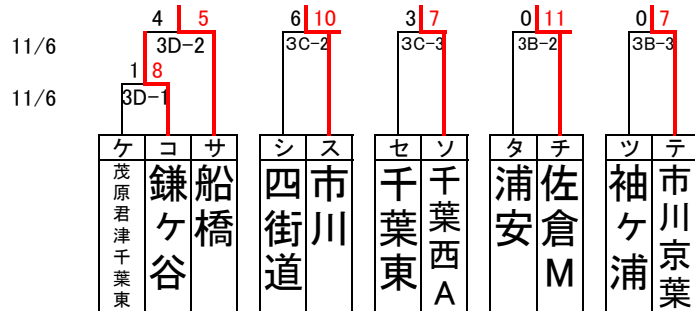 4 5 6 10 3 7 0 11 0 7
11/6 3D-2 3C-2 3C-3 3B-2 3B-3
1 8
11/6 3D-1
ケ コ サ シ ス セ ソ タ チ ツ テ
茂原君津千葉東
鎌ヶ谷
船橋
四街道
市川
千葉東
千葉西A
浦安
佐倉M
袖ヶ浦
市川京葉